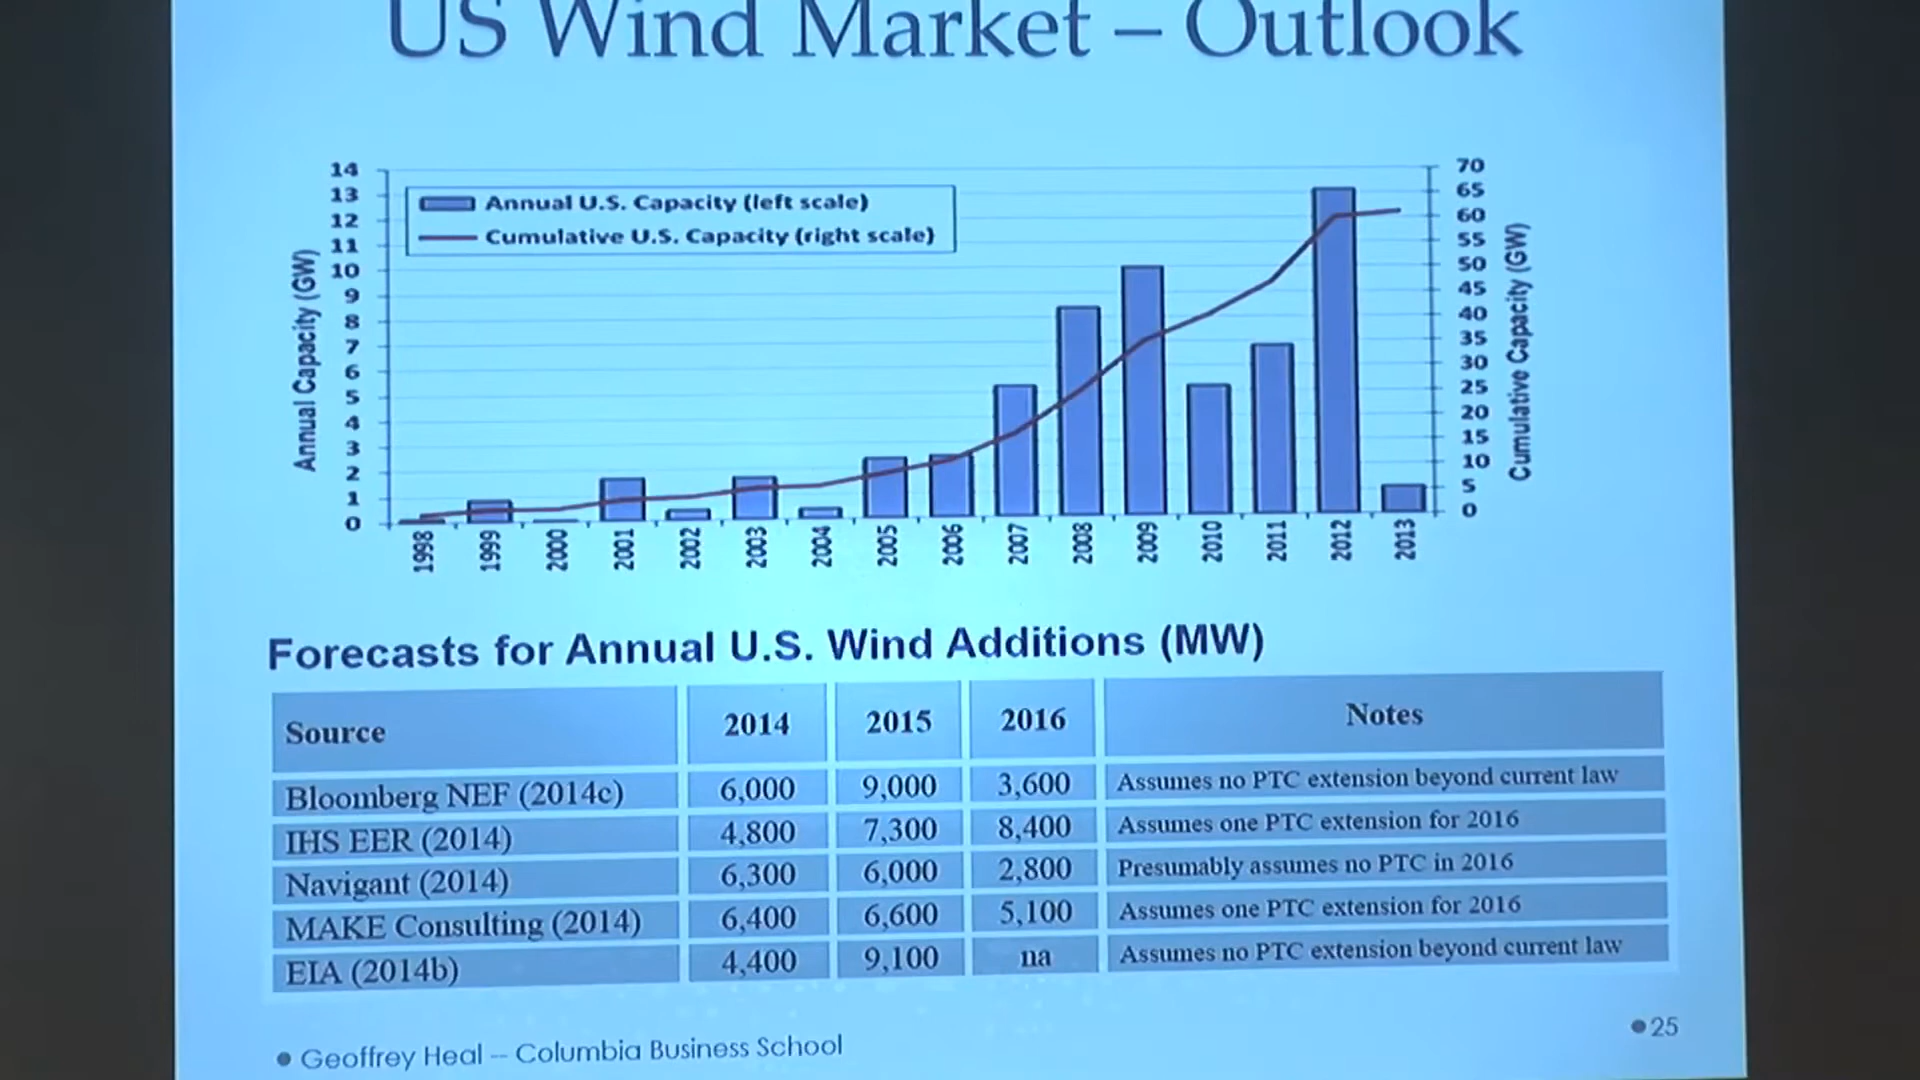 US Wind Market – Outlook
Annual U.S. Capacity (left scale)
Cumulative U.S. Capacity (right scale)
Annual Capacity (GW)
14
13
12
11
10
9
8
7
6
5
4
3
2
1
0
70
65
60
55
50
45
40
35
30
25
20
15
10
5
0
Cumulative Capacity (GW)
1998 1999 2000 2001 2002 2003 2004 2005 2006 2007 2008 2009 2010 2011 2012 2013
Forecasts for Annual U.S. Wind Additions (MW)
Source 2014 2015 2016 Notes
Bloomberg NEF (2014c) 6,000 9,000 3,600 Assumes no PTC extension beyond current law
IHS EER (2014) 4,800 7,300 8,400 Assumes one PTC extension for 2016
Navigant (2014) 6,300 6,000 2,800 Presumably assumes no PTC in 2016
MAKE Consulting (2014) 6,400 6,600 5,100 Assumes one PTC extension for 2016
EIA (2014b) 4,400 9,100 na Assumes no PTC extension beyond current law
• Geoffrey Heal -- Columbia Business School
•25